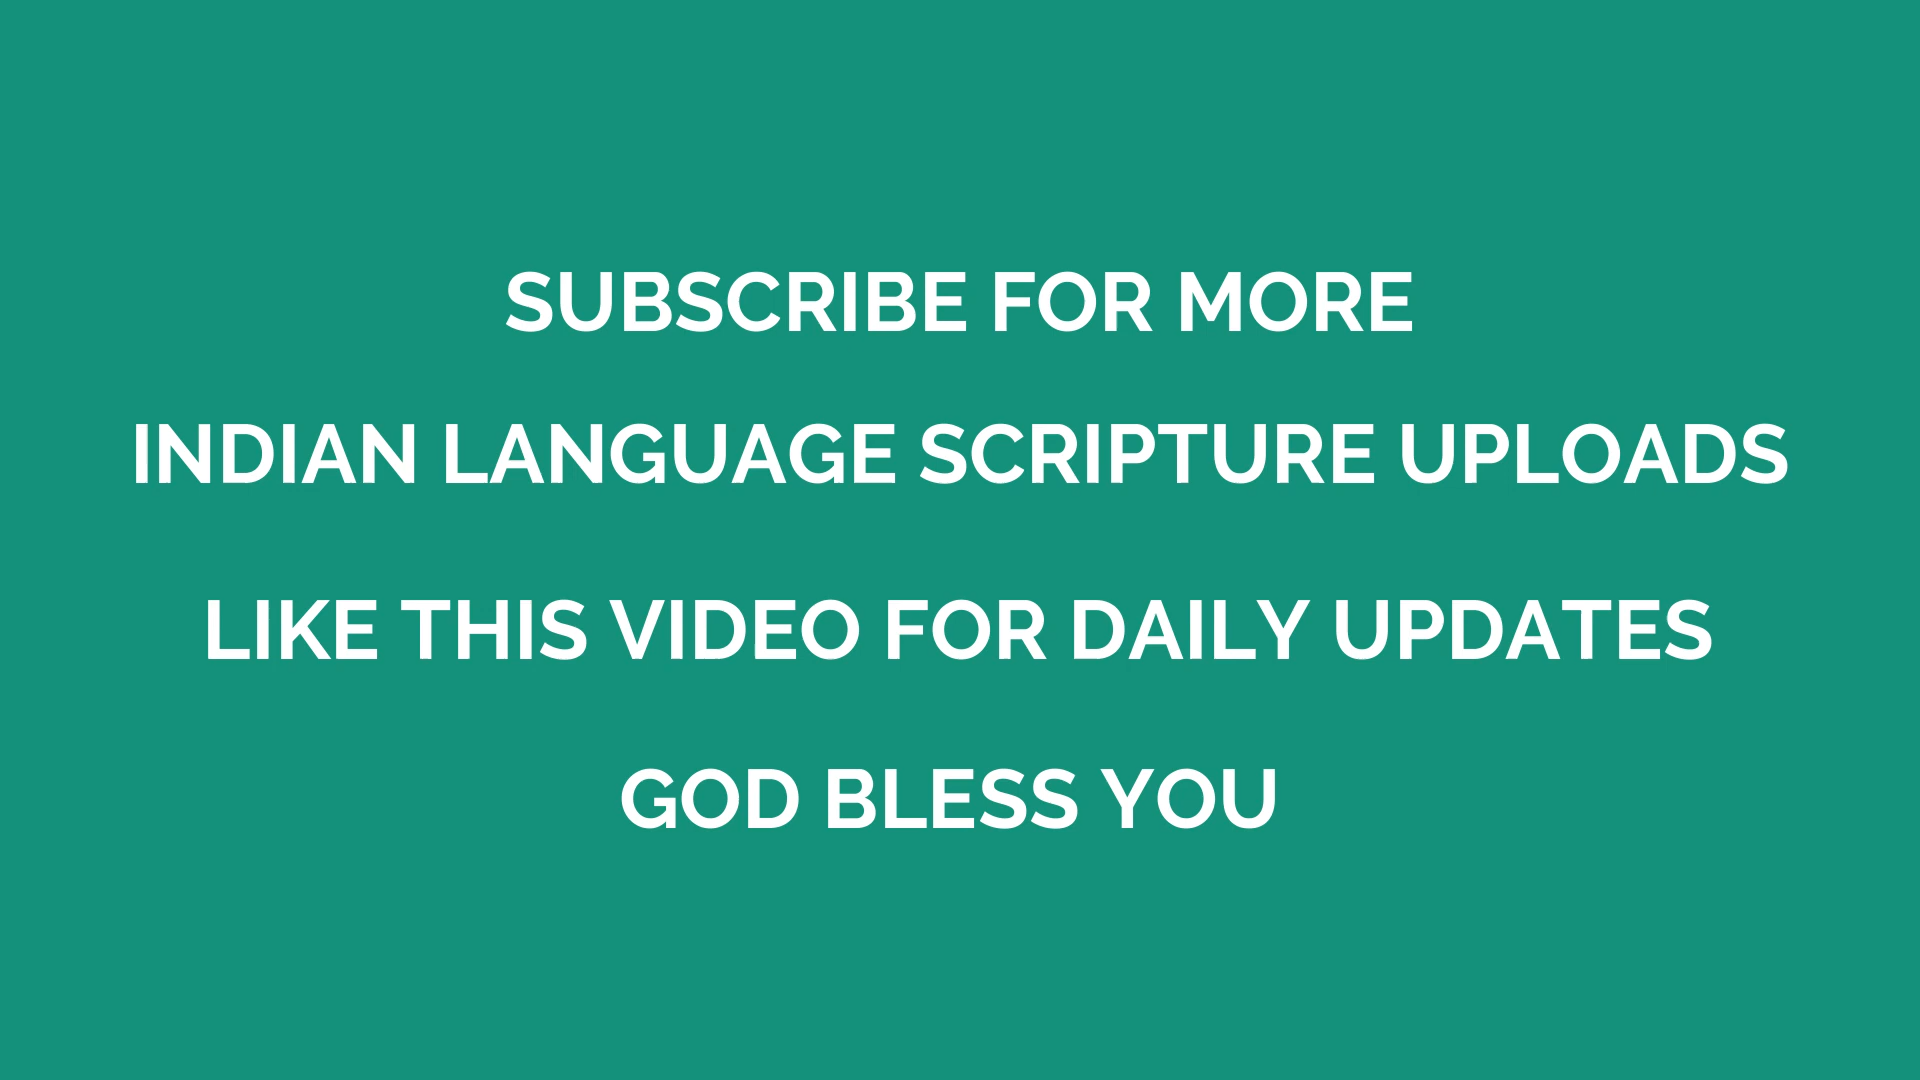 SUBSCRIBE FOR MORE
INDIAN LANGUAGE SCRIPTURE UPLOADS
LIKE THIS VIDEO FOR DAILY UPDATES
GOD BLESS YOU